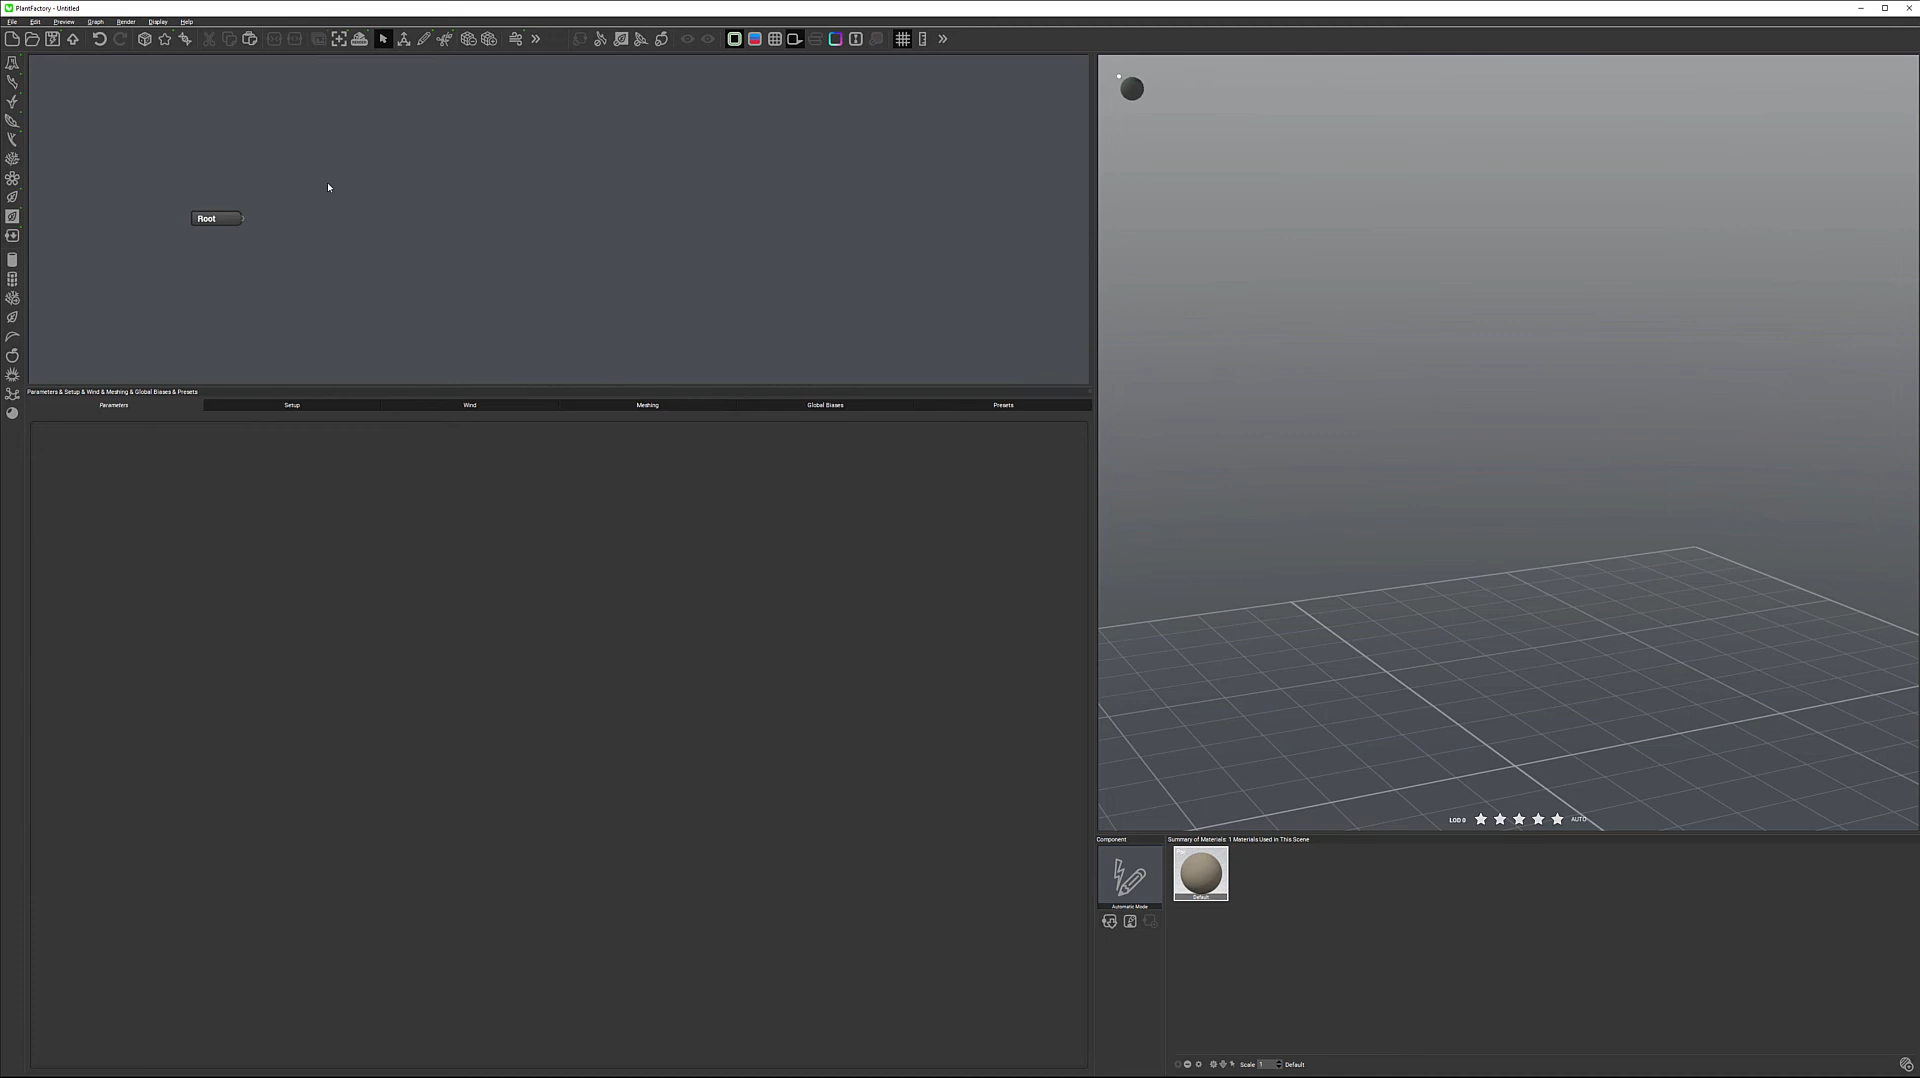 PlantFactory - Untitled
File Edit Preview Graph Render Display Help
Root
Parameters & Setup & Wind & Meshing & Global Biases & Presets
Parameters Setup Wind Meshing Global Biases Presets
LOD 0 AUTO
Component Summary of Materials: 1 Materials Used in This Scene
Default
Automatic Mode
Scale 1 Default